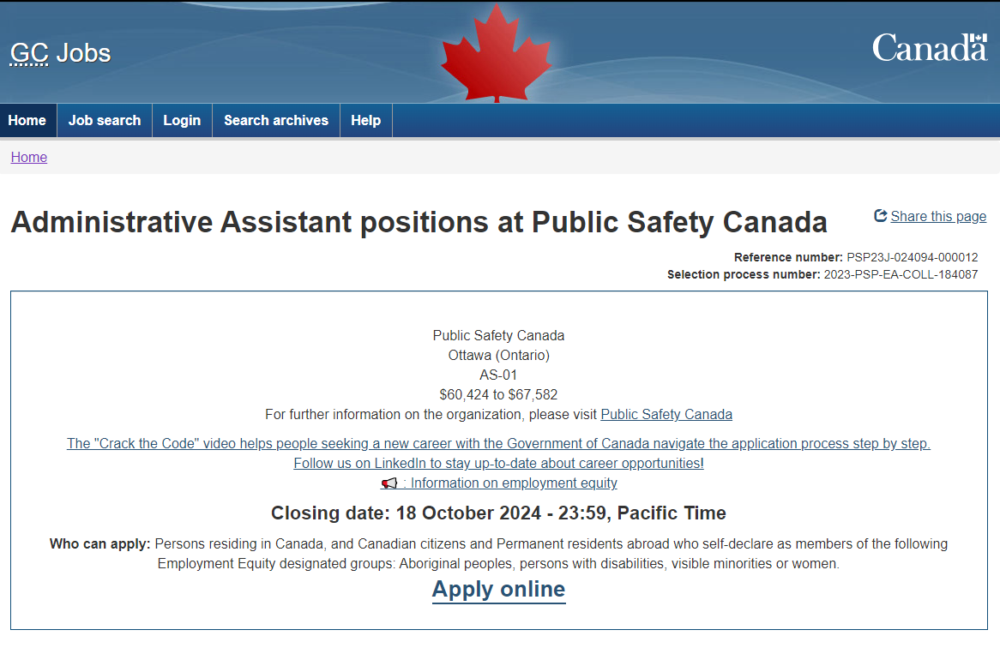 GC Jobs
Canada
Home
Job search
Login
Search archives
Help
Home
Administrative Assistant positions at Public Safety Canada
Share this page
Reference number: PSP23J-024094-000012
Selection process number: 2023-PSP-EA-COLL-184087
Public Safety Canada
Ottawa (Ontario)
AS-01
$60,424 to $67,582
For further information on the organization, please visit Public Safety Canada
The "Crack the Code" video helps people seeking a new career with the Government of Canada navigate the application process step by step.
Follow us on LinkedIn to stay up-to-date about career opportunities!
: Information on employment equity
Closing date: 18 October 2024 - 23:59, Pacific Time
Who can apply: Persons residing in Canada, and Canadian citizens and Permanent residents abroad who self-declare as members of the following
Employment Equity designated groups: Aboriginal peoples, persons with disabilities, visible minorities or women.
Apply online